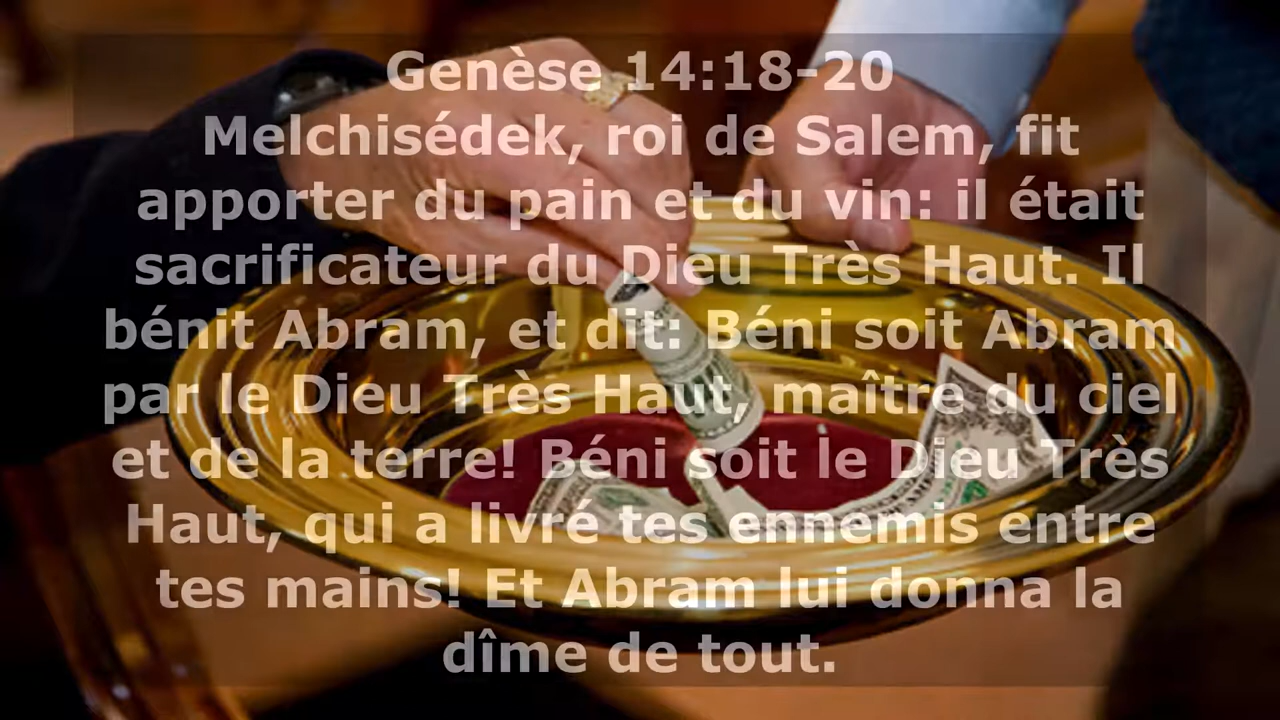 Genèse 14:18-20
Melchisédek, roi de Salem, fit
apporter du pain et du vin: il était
sacrificateur du Dieu Très Haut. Il
bénit Abram, et dit: Béni soit Abram
par le Dieu Très Haut, maître du ciel
et de la terre! Béni soit le Dieu Très
Haut, qui a livré tes ennemis entre
tes mains! Et Abram lui donna la
dîme de tout.